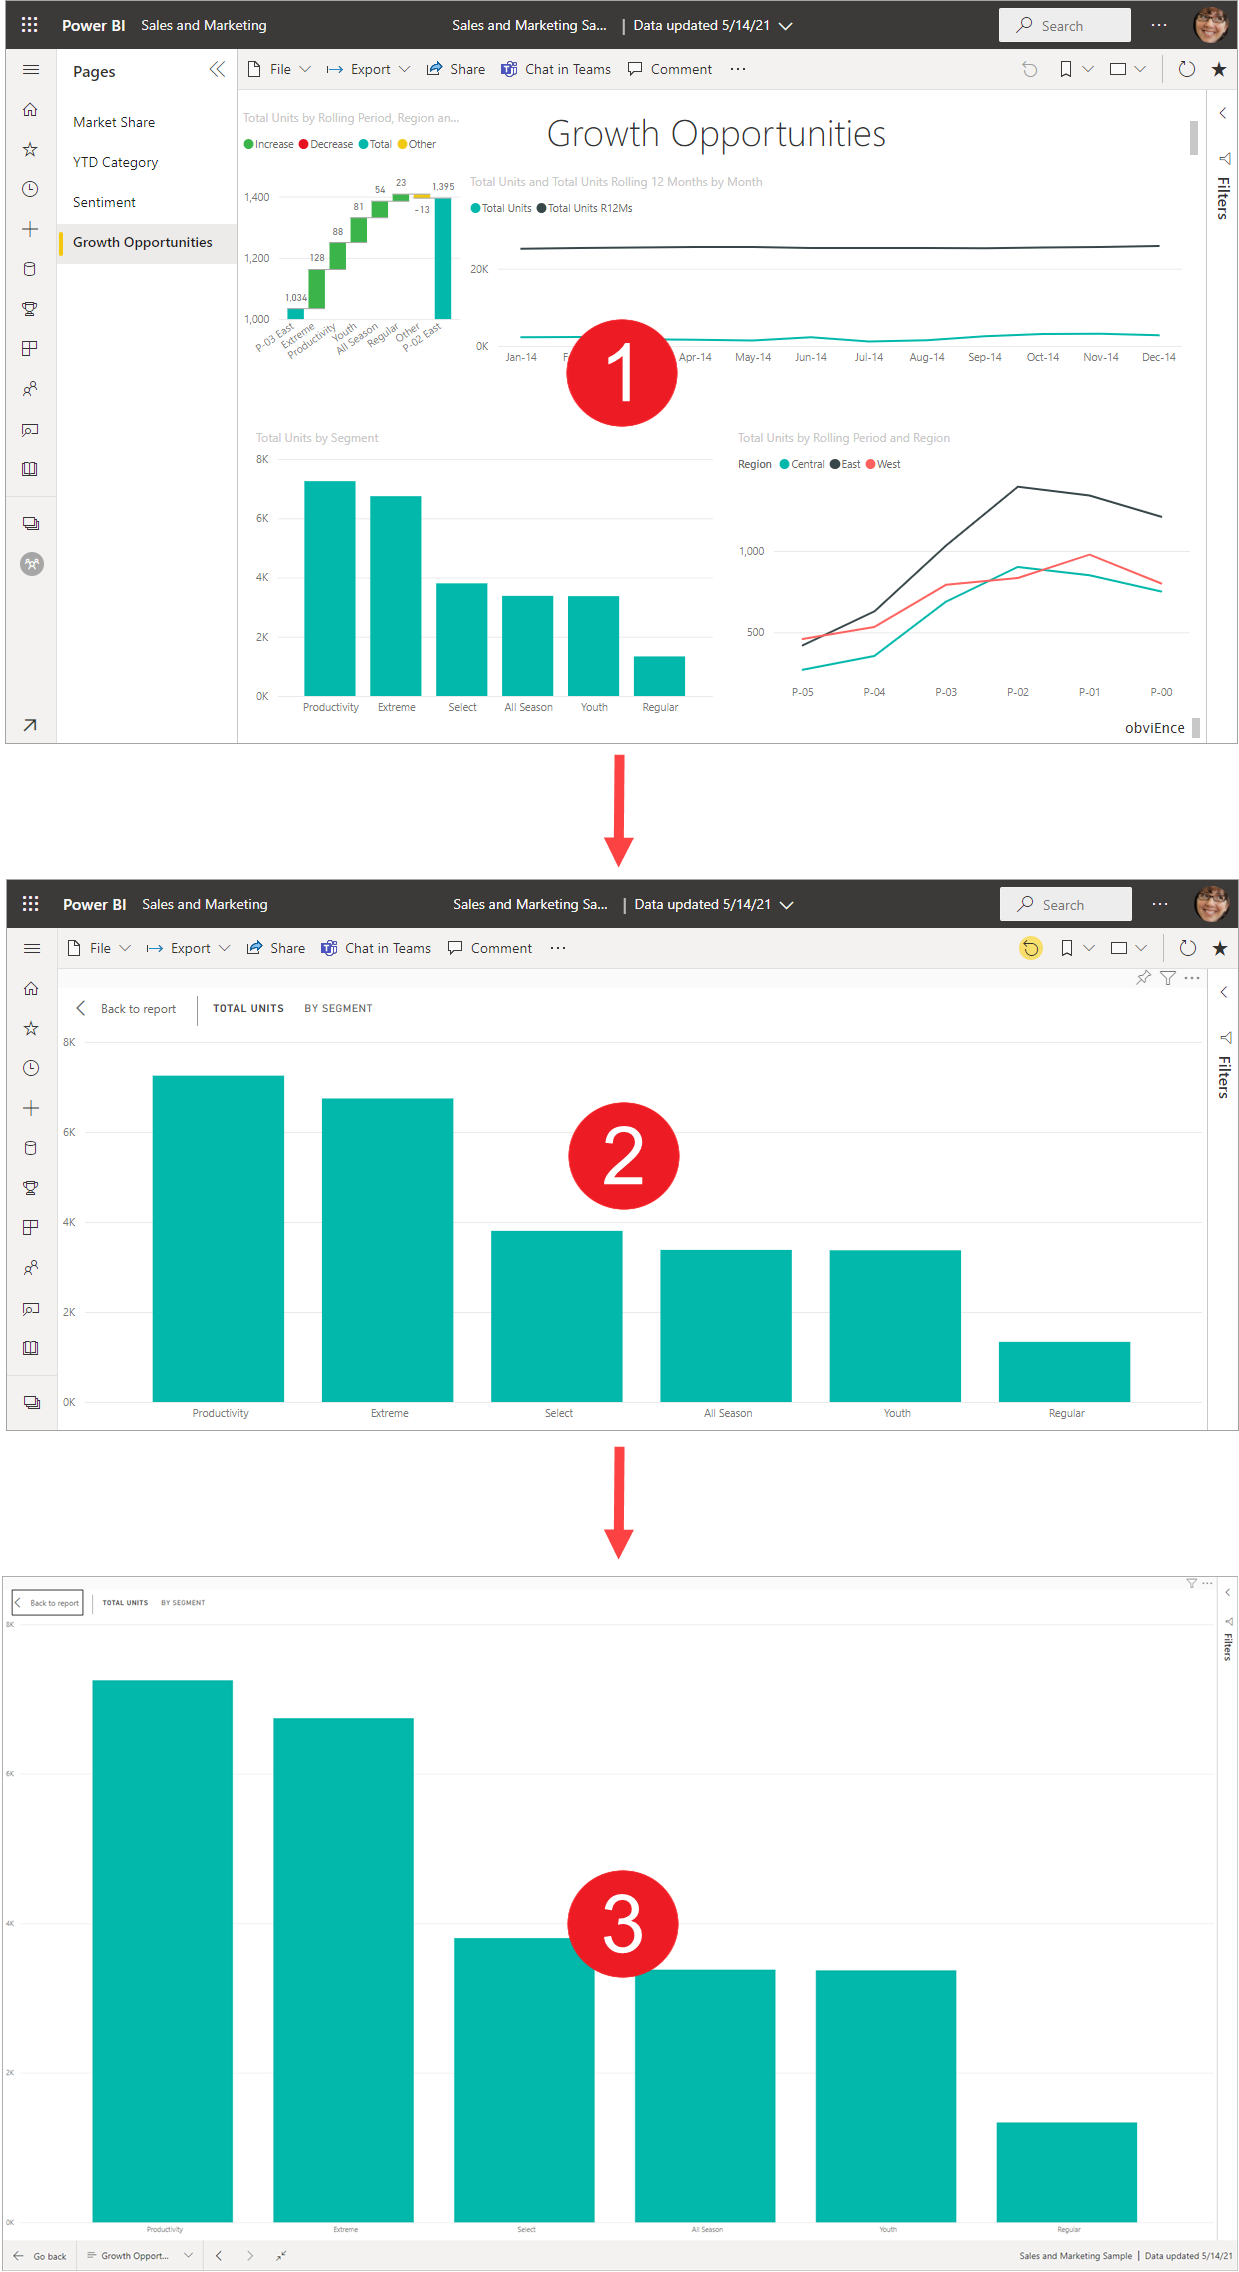 Power BI Sales and Marketing Sales and Marketing Sa... | Data updated 5/14/21 Search ...
Pages
Market Share
YTD Category
Sentiment
Growth Opportunities
File Export Share Chat in Teams Comment ...
Filters
Growth Opportunities
Total Units by Rolling Period, Region an...
Increase Decrease Total Other
1,400
1,200
1,000
1,034
128
88
81
54
23
-13
1,395
P-03 East
Extreme
Productivity
Youth
All Season
Regular
Other
P-02 East
Total Units and Total Units Rolling 12 Months by Month
Total Units Total Units R12Ms
20K
0K
Jan-14 F Apr-14 May-14 Jun-14 Jul-14 Aug-14 Sep-14 Oct-14 Nov-14 Dec-14
1
Total Units by Segment
8K
6K
4K
2K
0K
Productivity Extreme Select All Season Youth Regular
Total Units by Rolling Period and Region
Region Central East West
1,000
500
P-05 P-04 P-03 P-02 P-01 P-00
obviEnce
Power BI Sales and Marketing Sales and Marketing Sa... | Data updated 5/14/21 Search ...
File Export Share Chat in Teams Comment ...
Back to report TOTAL UNITS BY SEGMENT
Filters
8K
6K
4K
2K
0K
2
Productivity Extreme Select All Season Youth Regular
Back to report TOTAL UNITS BY SEGMENT
Filters
8K
6K
4K
2K
0K
3
Productivity Extreme Select All Season Youth Regular
Go back Growth Opport... Sales and Marketing Sample | Data updated 5/14/21